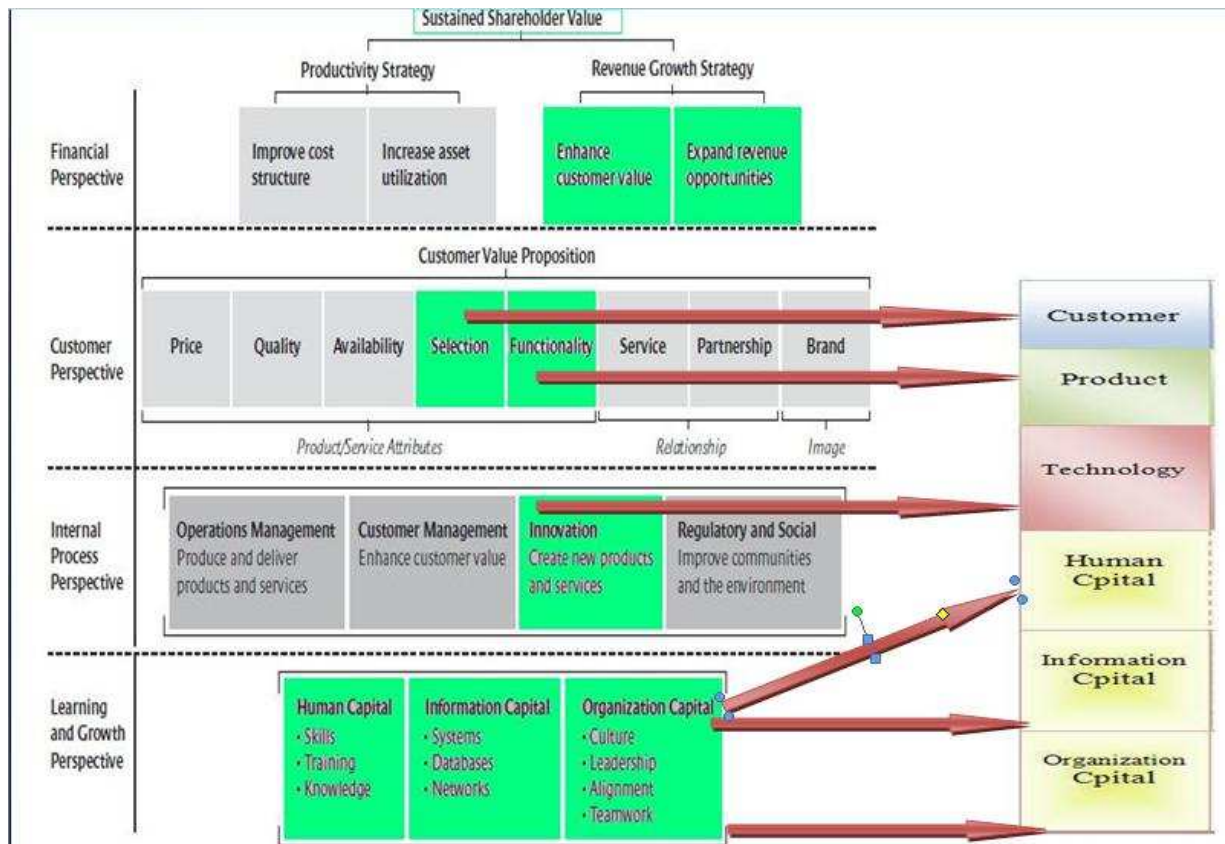 Sustained Shareholder Value
Productivity Strategy
Revenue Growth Strategy
Financial
Perspective
Improve cost
structure
Increase asset
utilization
Enhance
customer value
Expand revenue
opportunities
Customer Value Proposition
Customer
Perspective
Price
Quality
Availability
Selection
Functionality
Service
Partnership
Brand
Product/Service Attributes
Relationship
Image
Internal
Process
Perspective
Operations Management
Produce and deliver
products and services
Customer Management
Enhance customer value
Innovation
Create new products
and services
Regulatory and Social
Improve communities
and the environment
Learning
and Growth
Perspective
Human Capital
• Skills
• Training
• Knowledge
Information Capital
• Systems
• Databases
• Networks
Organization Capital
• Culture
• Leadership
• Alignment
• Teamwork
Customer
Product
Technology
Human
Cpital
Information
Cpital
Organization
Cpital